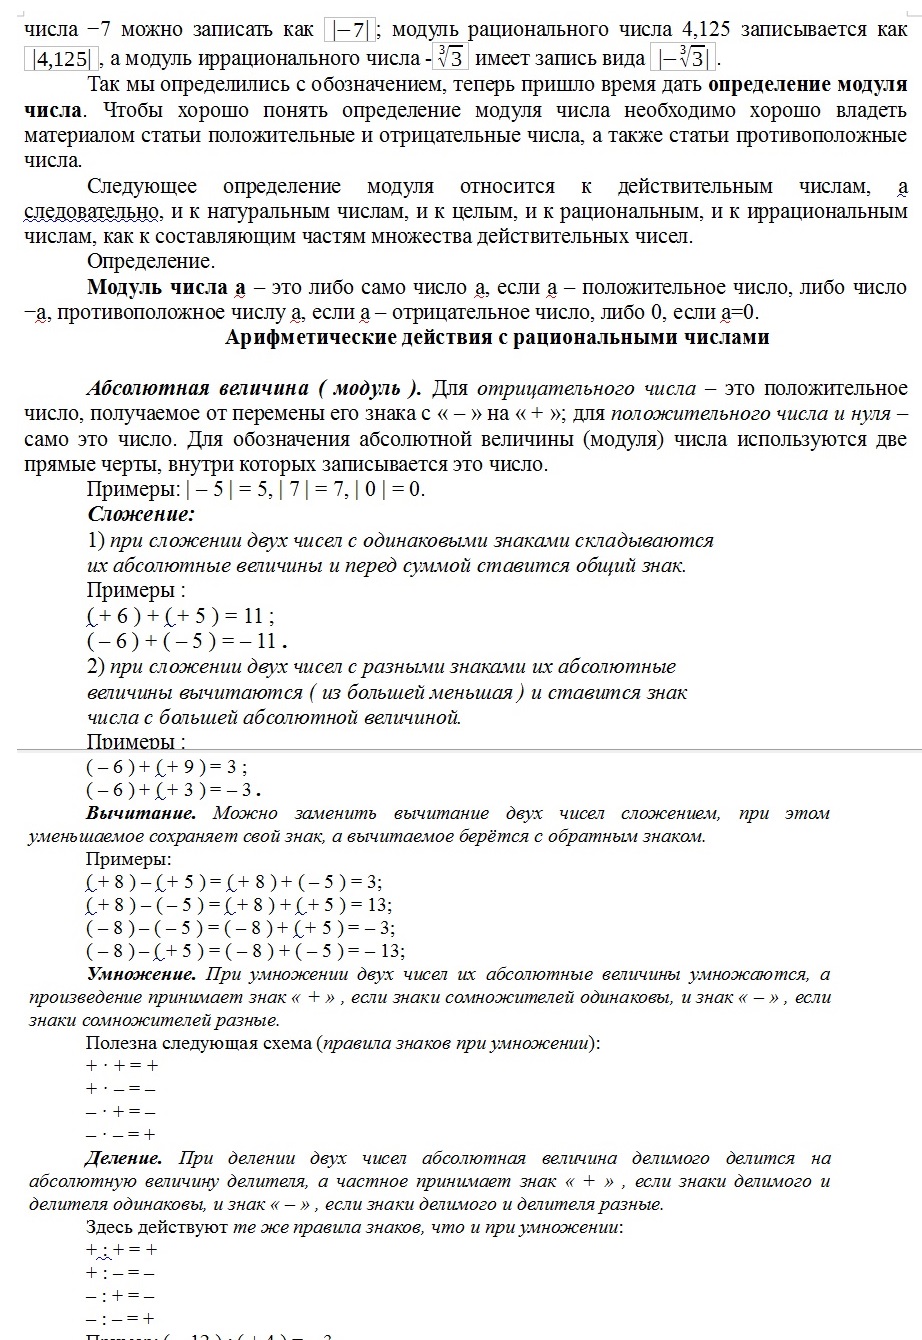 числа −7 можно записать как |−7| ; модуль рационального числа 4,125 записывается как
|4,125| , а модуль иррационального числа - ∛3 имеет запись вида |−∛3| .
Так мы определились с обозначением, теперь пришло время дать определение модуля
числа. Чтобы хорошо понять определение модуля числа необходимо хорошо владеть
материалом статьи положительные и отрицательные числа, а также статьи противоположные
числа.
Следующее определение модуля относится к действительным числам, а
следовательно, и к натуральным числам, и к целым, и к рациональным, и к иррациональным
числам, как к составляющим частям множества действительных чисел.
Определение.
Модуль числа a – это либо само число a, если a – положительное число, либо число
−a, противоположное числу a, если a – отрицательное число, либо 0, если a=0.
Арифметические действия с рациональными числами
Абсолютная величина ( модуль ). Для отрицательного числа – это положительное
число, получаемое от перемены его знака с « – » на « + »; для положительного числа и нуля –
само это число. Для обозначения абсолютной величины (модуля) числа используются две
прямые черты, внутри которых записывается это число.
Примеры: | – 5 | = 5, | 7 | = 7, | 0 | = 0.
Сложение:
1) при сложении двух чисел с одинаковыми знаками складываются
их абсолютные величины и перед суммой ставится общий знак.
Примеры :
( + 6 ) + ( + 5 ) = 11 ;
( – 6 ) + ( – 5 ) = – 11 .
2) при сложении двух чисел с разными знаками их абсолютные
величины вычитаются ( из большей меньшая ) и ставится знак
числа с большей абсолютной величиной.
Примеры :
( – 6 ) + ( + 9 ) = 3 ;
( – 6 ) + ( + 3 ) = – 3 .
Вычитание. Можно заменить вычитание двух чисел сложением, при этом
уменьшаемое сохраняет свой знак, а вычитаемое берётся с обратным знаком.
Примеры:
( + 8 ) – ( + 5 ) = ( + 8 ) + ( – 5 ) = 3;
( + 8 ) – ( – 5 ) = ( + 8 ) + ( + 5 ) = 13;
( – 8 ) – ( – 5 ) = ( – 8 ) + ( + 5 ) = – 3;
( – 8 ) – ( + 5 ) = ( – 8 ) + ( – 5 ) = – 13;
Умножение. При умножении двух чисел их абсолютные величины умножаются, а
произведение принимает знак « + » , если знаки сомножителей одинаковы, и знак « – » , если
знаки сомножителей разные.
Полезна следующая схема (правила знаков при умножении):
+ · + = +
+ · – = –
– · + = –
– · – = +
Деление. При делении двух чисел абсолютная величина делимого делится на
абсолютную величину делителя, а частное принимает знак « + » , если знаки делимого и
делителя одинаковы, и знак « – » , если знаки делимого и делителя разные.
Здесь действуют те же правила знаков, что и при умножении:
+ : + = +
+ : – = –
– : + = –
– : – = +